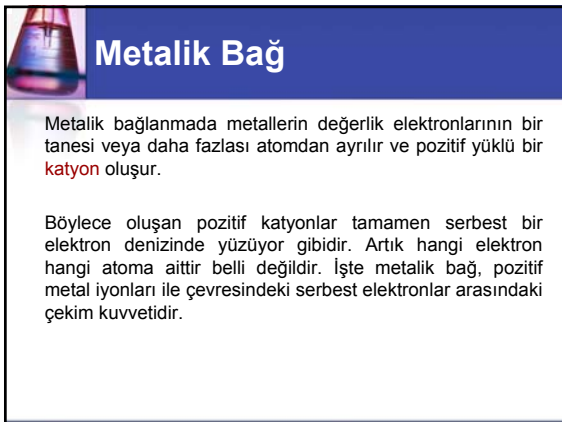 Metalik Bağ
Metalik bağlanmada metallerin değerlik elektronlarının bir
tanesi veya daha fazlası atomdan ayrılır ve pozitif yüklü bir
katyon oluşur.
Böylece oluşan pozitif katyonlar tamamen serbest bir
elektron denizinde yüzüyor gibidir. Artık hangi elektron
hangi atoma aittir belli değildir. İşte metalik bağ, pozitif
metal iyonları ile çevresindeki serbest elektronlar arasındaki
çekim kuvvetidir.